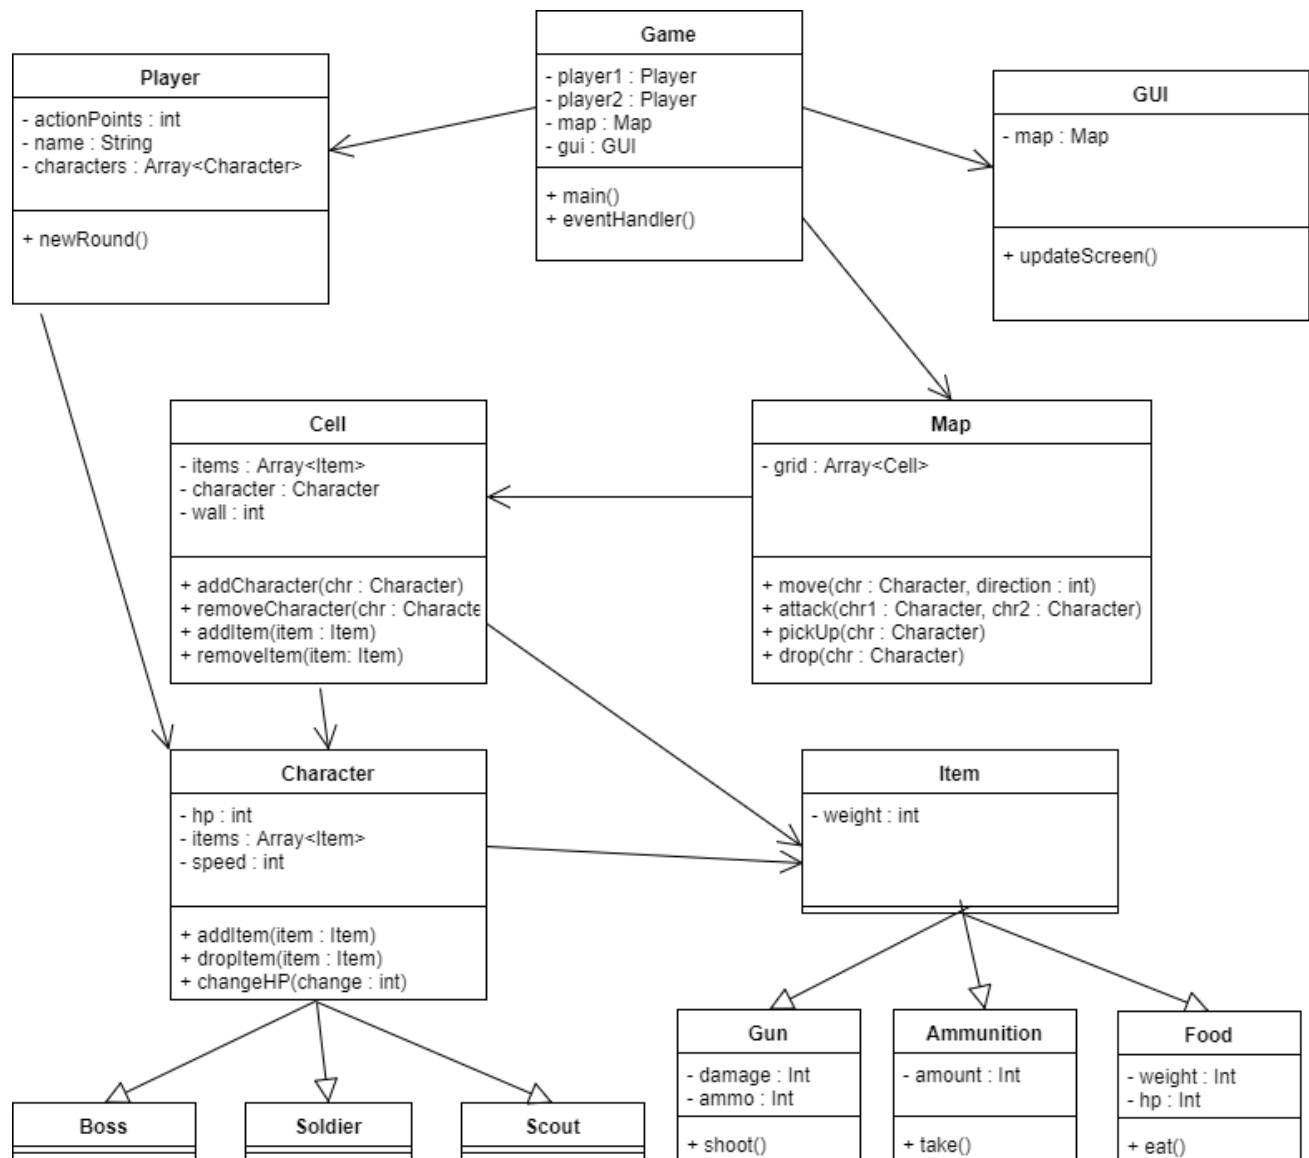 Game
- player1 : Player
- player2 : Player
- map : Map
- gui : GUI
+ main()
+ eventHandler()
Player
- actionPoints : int
- name : String
- characters : Array<Character>
+ newRound()
GUI
- map : Map
+ updateScreen()
Cell
- items : Array<Item>
- character : Character
- wall : int
+ addCharacter(chr : Character)
+ removeCharacter(chr : Characte
+ addItem(item : Item)
+ removeItem(item: Item)
Map
- grid : Array<Cell>
+ move(chr : Character, direction : int)
+ attack(chr1 : Character, chr2 : Character)
+ pickUp(chr : Character)
+ drop(chr : Character)
Character
- hp : int
- items : Array<Item>
- speed : int
+ addItem(item : Item)
+ dropItem(item : Item)
+ changeHP(change : int)
Item
- weight : int
Gun
- damage : Int
- ammo : Int
+ shoot()
Ammunition
- amount : Int
+ take()
Food
- weight : Int
- hp : Int
+ eat()
Boss
Soldier
Scout